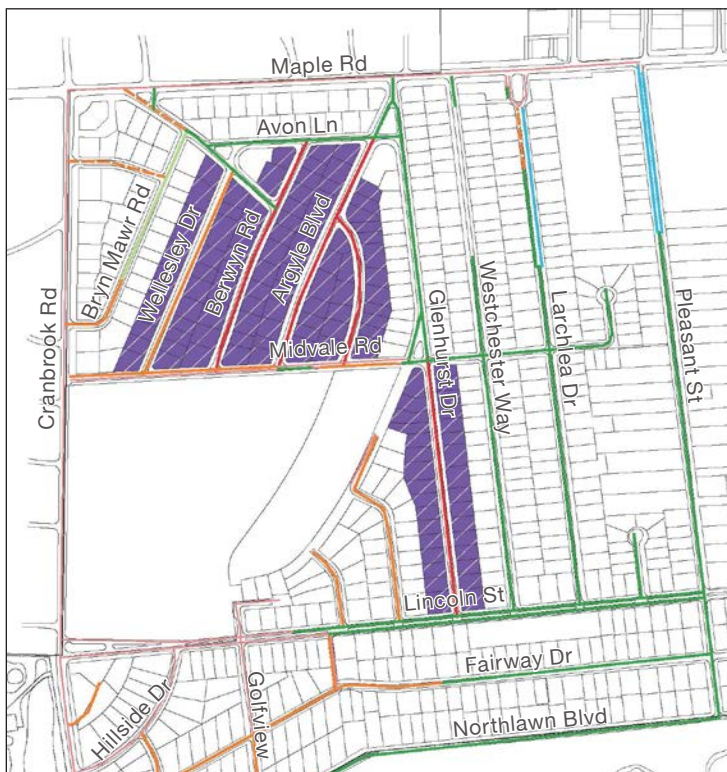 Maple Rd
Avon Ln
Bryn Mawr Rd
Wellesley Dr
Berwyn Rd
Argyle Blvd
Cranbrook Rd
Midvale Rd
Glenhurst Dr
Westchester Way
Larchlea Dr
Pleasant St
Lincoln St
Fairway Dr
Hillside Dr
Golfview
Northlawn Blvd